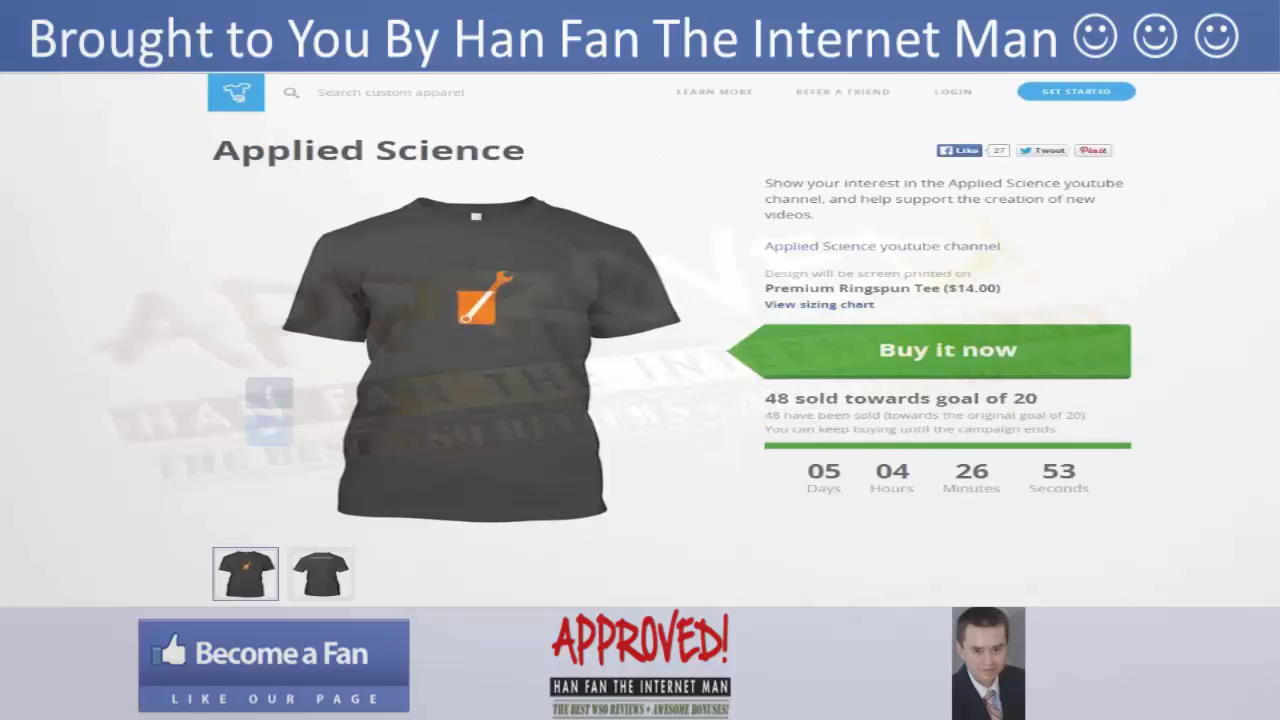 Brought to You By Han Fan The Internet Man
Search custom apparel
LEARN MORE
REFER A FRIEND
LOGIN
GET STARTED
Applied Science
Like
27
Tweet
Pin it
Show your interest in the Applied Science youtube
channel, and help support the creation of new
videos.
Applied Science youtube channel
Design will be screen printed on
Premium Ringspun Tee ($14.00)
View sizing chart
Buy it now
48 sold towards goal of 20
48 have been sold (towards the original goal of 20)
You can keep buying until the campaign ends
05 04 26 53
Days Hours Minutes Seconds
Become a Fan
LIKE OUR PAGE
APPROVED!
HAN FAN THE INTERNET MAN
THE BEST WSO REVIEWS + AWESOME BONUSES!